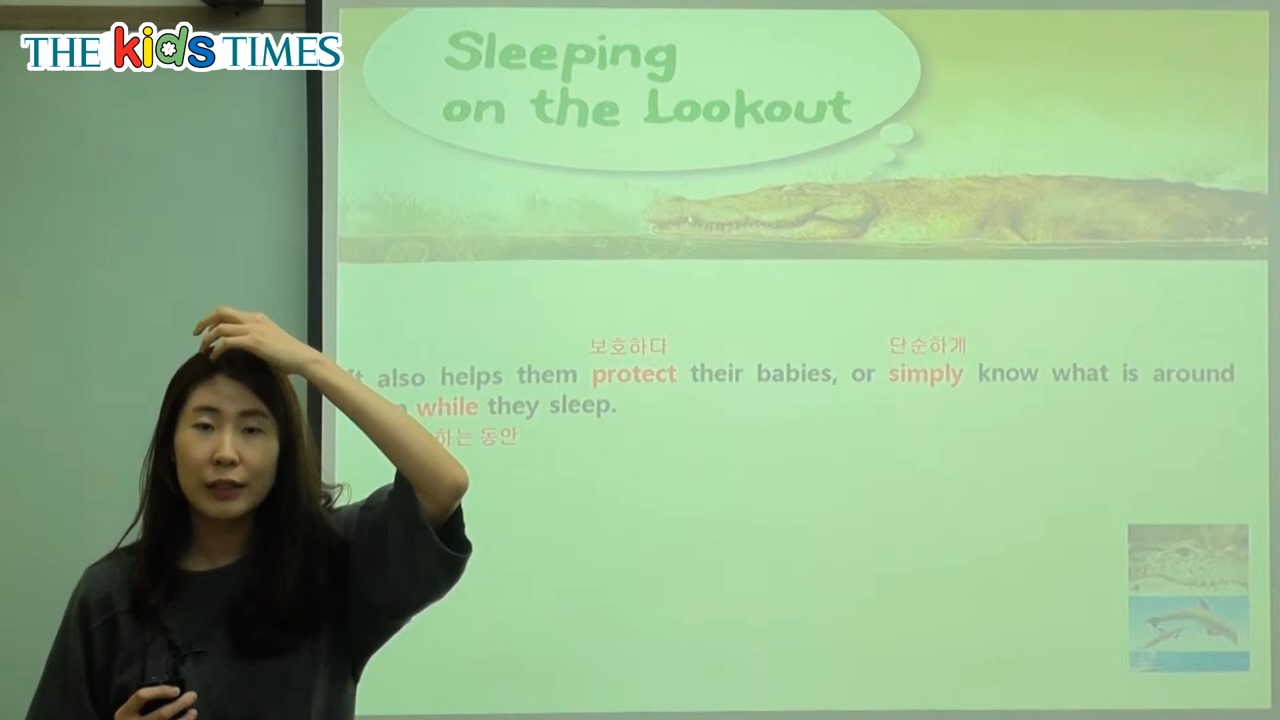 THE kids TIMES
Sleeping
on the Lookout
보호하다 단순하게
It also helps them protect their babies, or simply know what is around
while they sleep.
하는 동안